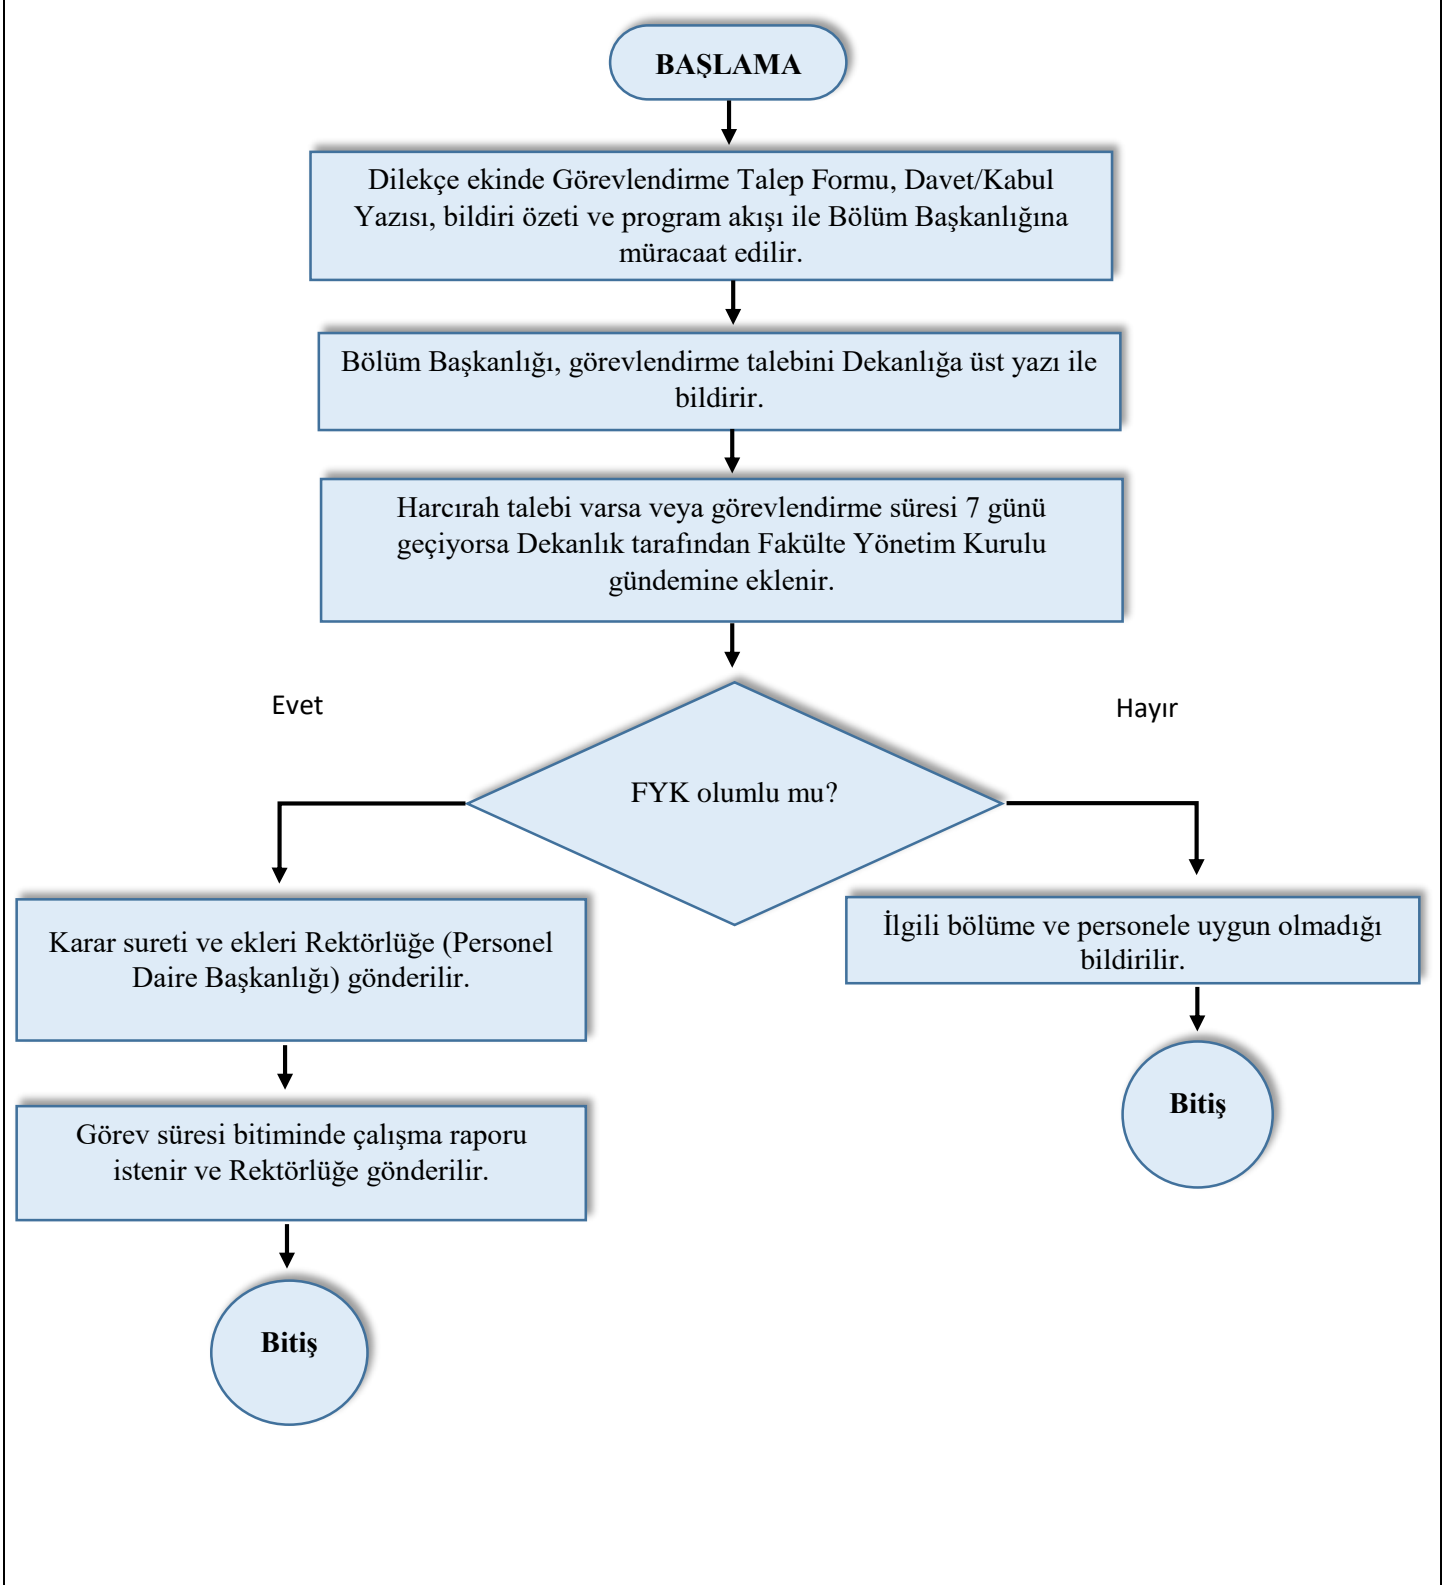 BAŞLAMA
Dilekçe ekinde Görevlendirme Talep Formu, Davet/Kabul
Yazısı, bildiri özeti ve program akışı ile Bölüm Başkanlığına
müracaat edilir.
Bölüm Başkanlığı, görevlendirme talebini Dekanlığa üst yazı ile
bildirir.
Harcırah talebi varsa veya görevlendirme süresi 7 günü
geçiyorsa Dekanlık tarafından Fakülte Yönetim Kurulu
gündemine eklenir.
Evet
Hayır
FYK olumlu mu?
Karar sureti ve ekleri Rektörlüğe (Personel
Daire Başkanlığı) gönderilir.
İlgili bölüme ve personele uygun olmadığı
bildirilir.
Görev süresi bitiminde çalışma raporu
istenir ve Rektörlüğe gönderilir.
Bitiş
Bitiş